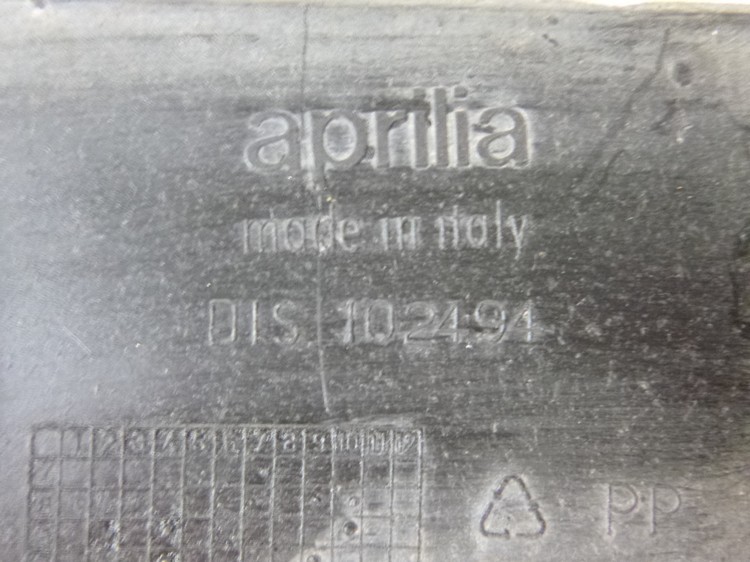 aprilia
made in italy
DIS. 102494
1 2 3 4 5 6 7 8 9 10 11 12
PP